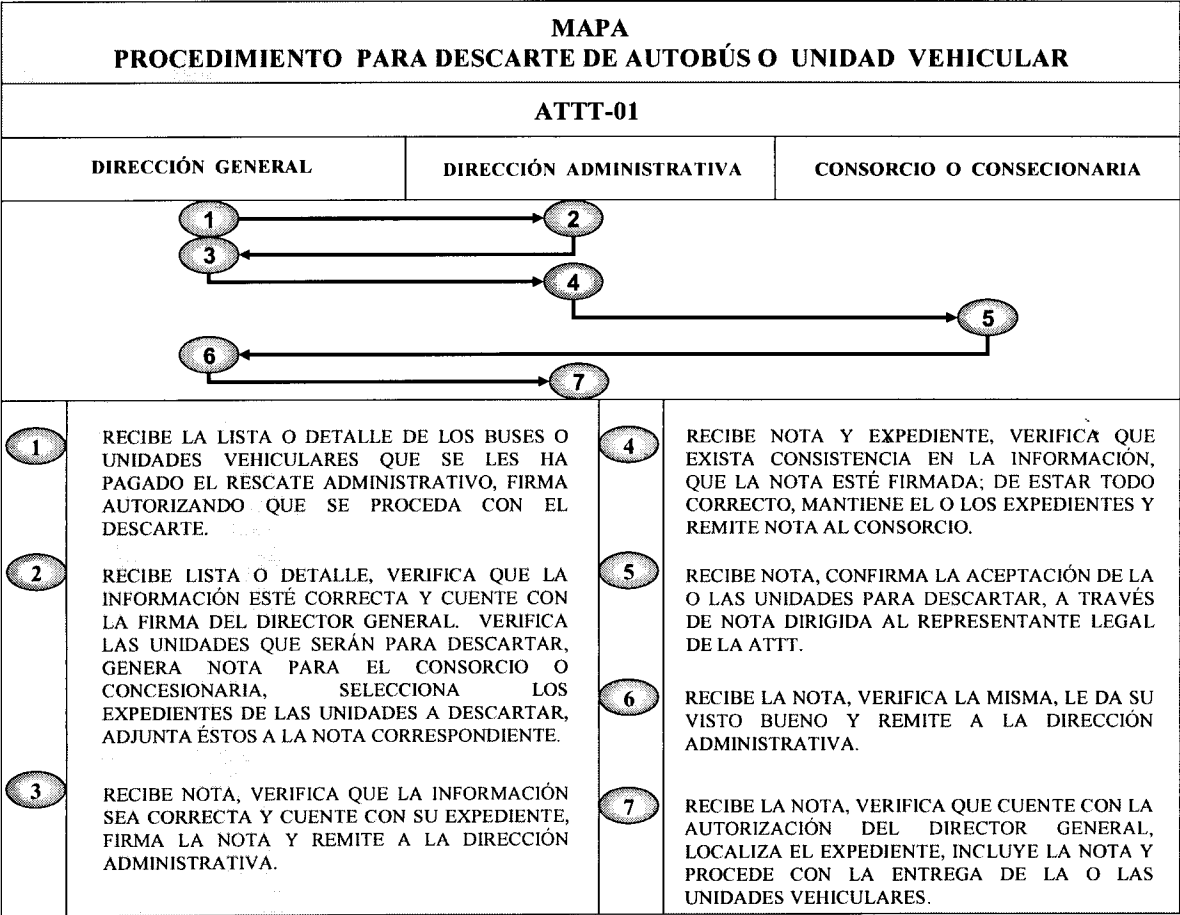 MAPA
PROCEDIMIENTO PARA DESCARTE DE AUTOBÚS O UNIDAD VEHICULAR
ATTT-01
DIRECCIÓN GENERAL
DIRECCIÓN ADMINISTRATIVA
CONSORCIO O CONSECIONARIA
1
2
3
4
5
6
7
1
RECIBE LA LISTA O DETALLE DE LOS BUSES O
UNIDADES VEHICULARES QUE SE LES HA
PAGADO EL RESCATE ADMINISTRATIVO, FIRMA
AUTORIZANDO QUE SE PROCEDA CON EL
DESCARTE.
2
RECIBE LISTA O DETALLE, VERIFICA QUE LA
INFORMACIÓN ESTÉ CORRECTA Y CUENTE CON
LA FIRMA DEL DIRECTOR GENERAL. VERIFICA
LAS UNIDADES QUE SERÁN PARA DESCARTAR,
GENERA NOTA PARA EL CONSORCIO O
CONCESIONARIA, SELECCIONA LOS
EXPEDIENTES DE LAS UNIDADES A DESCARTAR,
ADJUNTA ÉSTOS A LA NOTA CORRESPONDIENTE.
3
RECIBE NOTA, VERIFICA QUE LA INFORMACIÓN
SEA CORRECTA Y CUENTE CON SU EXPEDIENTE,
FIRMA LA NOTA Y REMITE A LA DIRECCIÓN
ADMINISTRATIVA.
4
RECIBE NOTA Y EXPEDIENTE, VERIFICA QUE
EXISTA CONSISTENCIA EN LA INFORMACIÓN,
QUE LA NOTA ESTÉ FIRMADA; DE ESTAR TODO
CORRECTO, MANTIENE EL O LOS EXPEDIENTES Y
REMITE NOTA AL CONSORCIO.
5
RECIBE NOTA, CONFIRMA LA ACEPTACIÓN DE LA
O LAS UNIDADES PARA DESCARTAR, A TRAVÉS
DE NOTA DIRIGIDA AL REPRESENTANTE LEGAL
DE LA ATTT.
6
RECIBE LA NOTA, VERIFICA LA MISMA, LE DA SU
VISTO BUENO Y REMITE A LA DIRECCIÓN
ADMINISTRATIVA.
7
RECIBE LA NOTA, VERIFICA QUE CUENTE CON LA
AUTORIZACIÓN DEL DIRECTOR GENERAL,
LOCALIZA EL EXPEDIENTE, INCLUYE LA NOTA Y
PROCEDE CON LA ENTREGA DE LA O LAS
UNIDADES VEHICULARES.